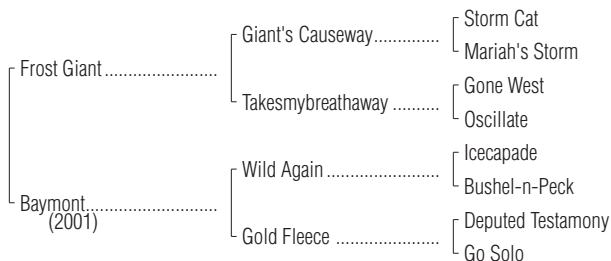 Storm Cat
Giant's Causeway...............
Mariah's Storm
Frost Giant .........................
Gone West
Takesmybreathaway ..........
Oscillate
Icecapade
Wild Again ........................
Bushel-n-Peck
Baymont.............................
(2001)
Deputed Testamony
Gold Fleece ......................
Go Solo